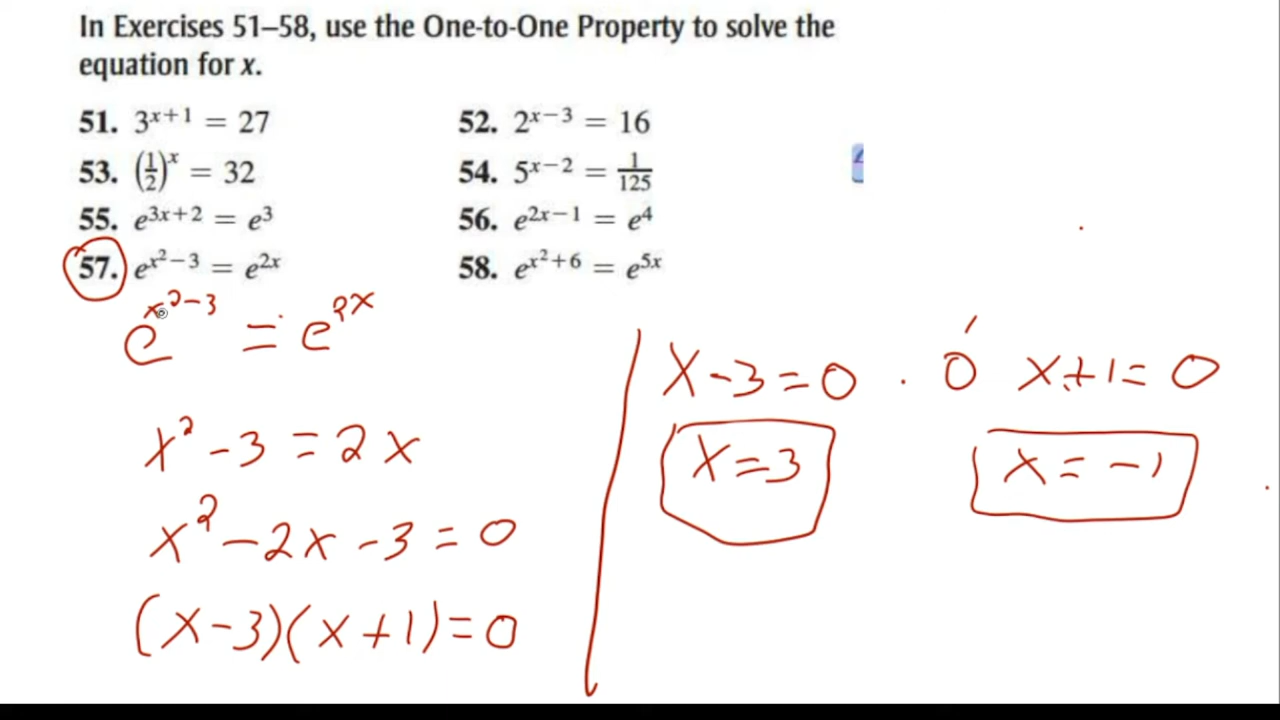 In Exercises 51–58, use the One-to-One Property to solve the
equation for x.
51. 3^{x+1} = 27
52. 2^{x−3} = 16
53. (1/2)^x = 32
54. 5^{x−2} = 1/125
55. e^{3x+2} = e^3
56. e^{2x−1} = e^4
57. e^{x²−3} = e^{2x}
58. e^{x²+6} = e^{5x}
e^{x²−3} = e^{2x}
x² − 3 = 2x
x² − 2x − 3 = 0
(x−3)(x+1) = 0
x − 3 = 0 ó x + 1 = 0
x = 3 x = −1